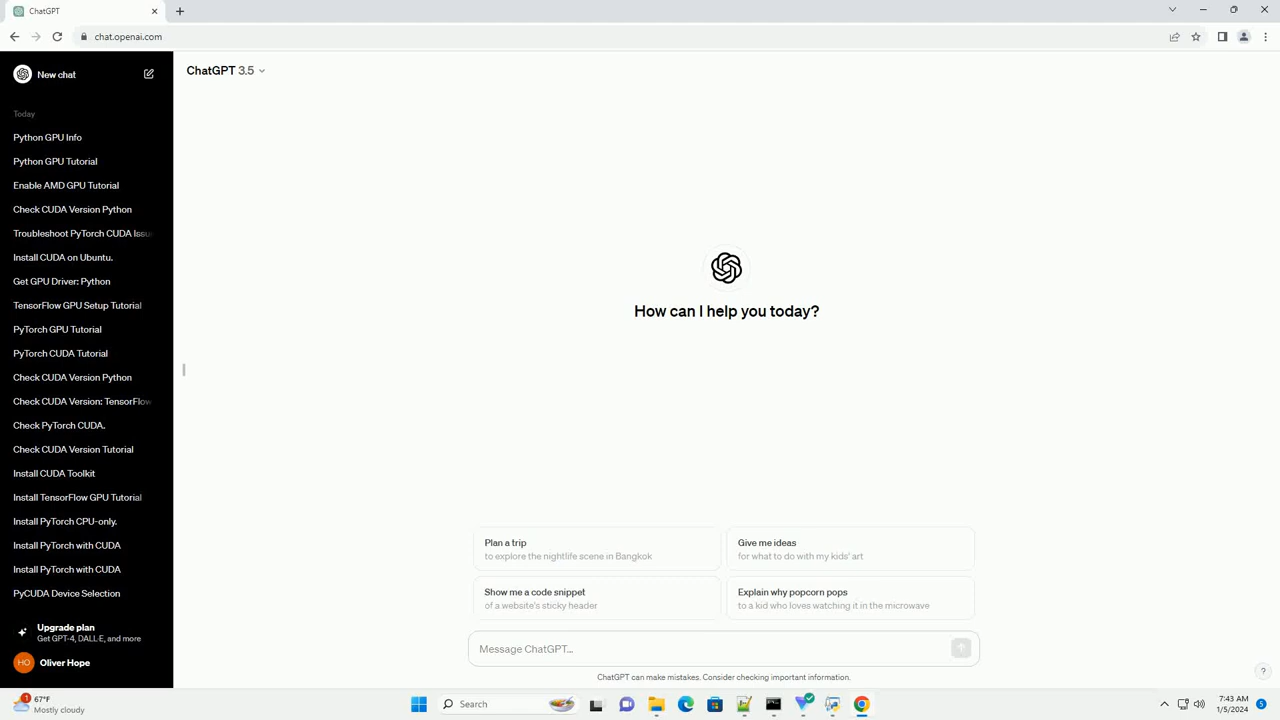 ChatGPT
chat.openai.com
New chat
ChatGPT 3.5
Today
Python GPU Info
Python GPU Tutorial
Enable AMD GPU Tutorial
Check CUDA Version Python
Troubleshoot PyTorch CUDA Issu
Install CUDA on Ubuntu.
Get GPU Driver: Python
TensorFlow GPU Setup Tutorial
PyTorch GPU Tutorial
PyTorch CUDA Tutorial
Check CUDA Version Python
Check CUDA Version: TensorFlow
Check PyTorch CUDA.
Check CUDA Version Tutorial
Install CUDA Toolkit
Install TensorFlow GPU Tutorial
Install PyTorch CPU-only.
Install PyTorch with CUDA
Install PyTorch with CUDA
PyCUDA Device Selection
Upgrade plan
Get GPT-4, DALL·E, and more
HO Oliver Hope
How can I help you today?
Plan a trip
to explore the nightlife scene in Bangkok
Give me ideas
for what to do with my kids' art
Show me a code snippet
of a website's sticky header
Explain why popcorn pops
to a kid who loves watching it in the microwave
Message ChatGPT...
ChatGPT can make mistakes. Consider checking important information.
?
1
67°F
Mostly cloudy
Search
7:43 AM
1/5/2024
5